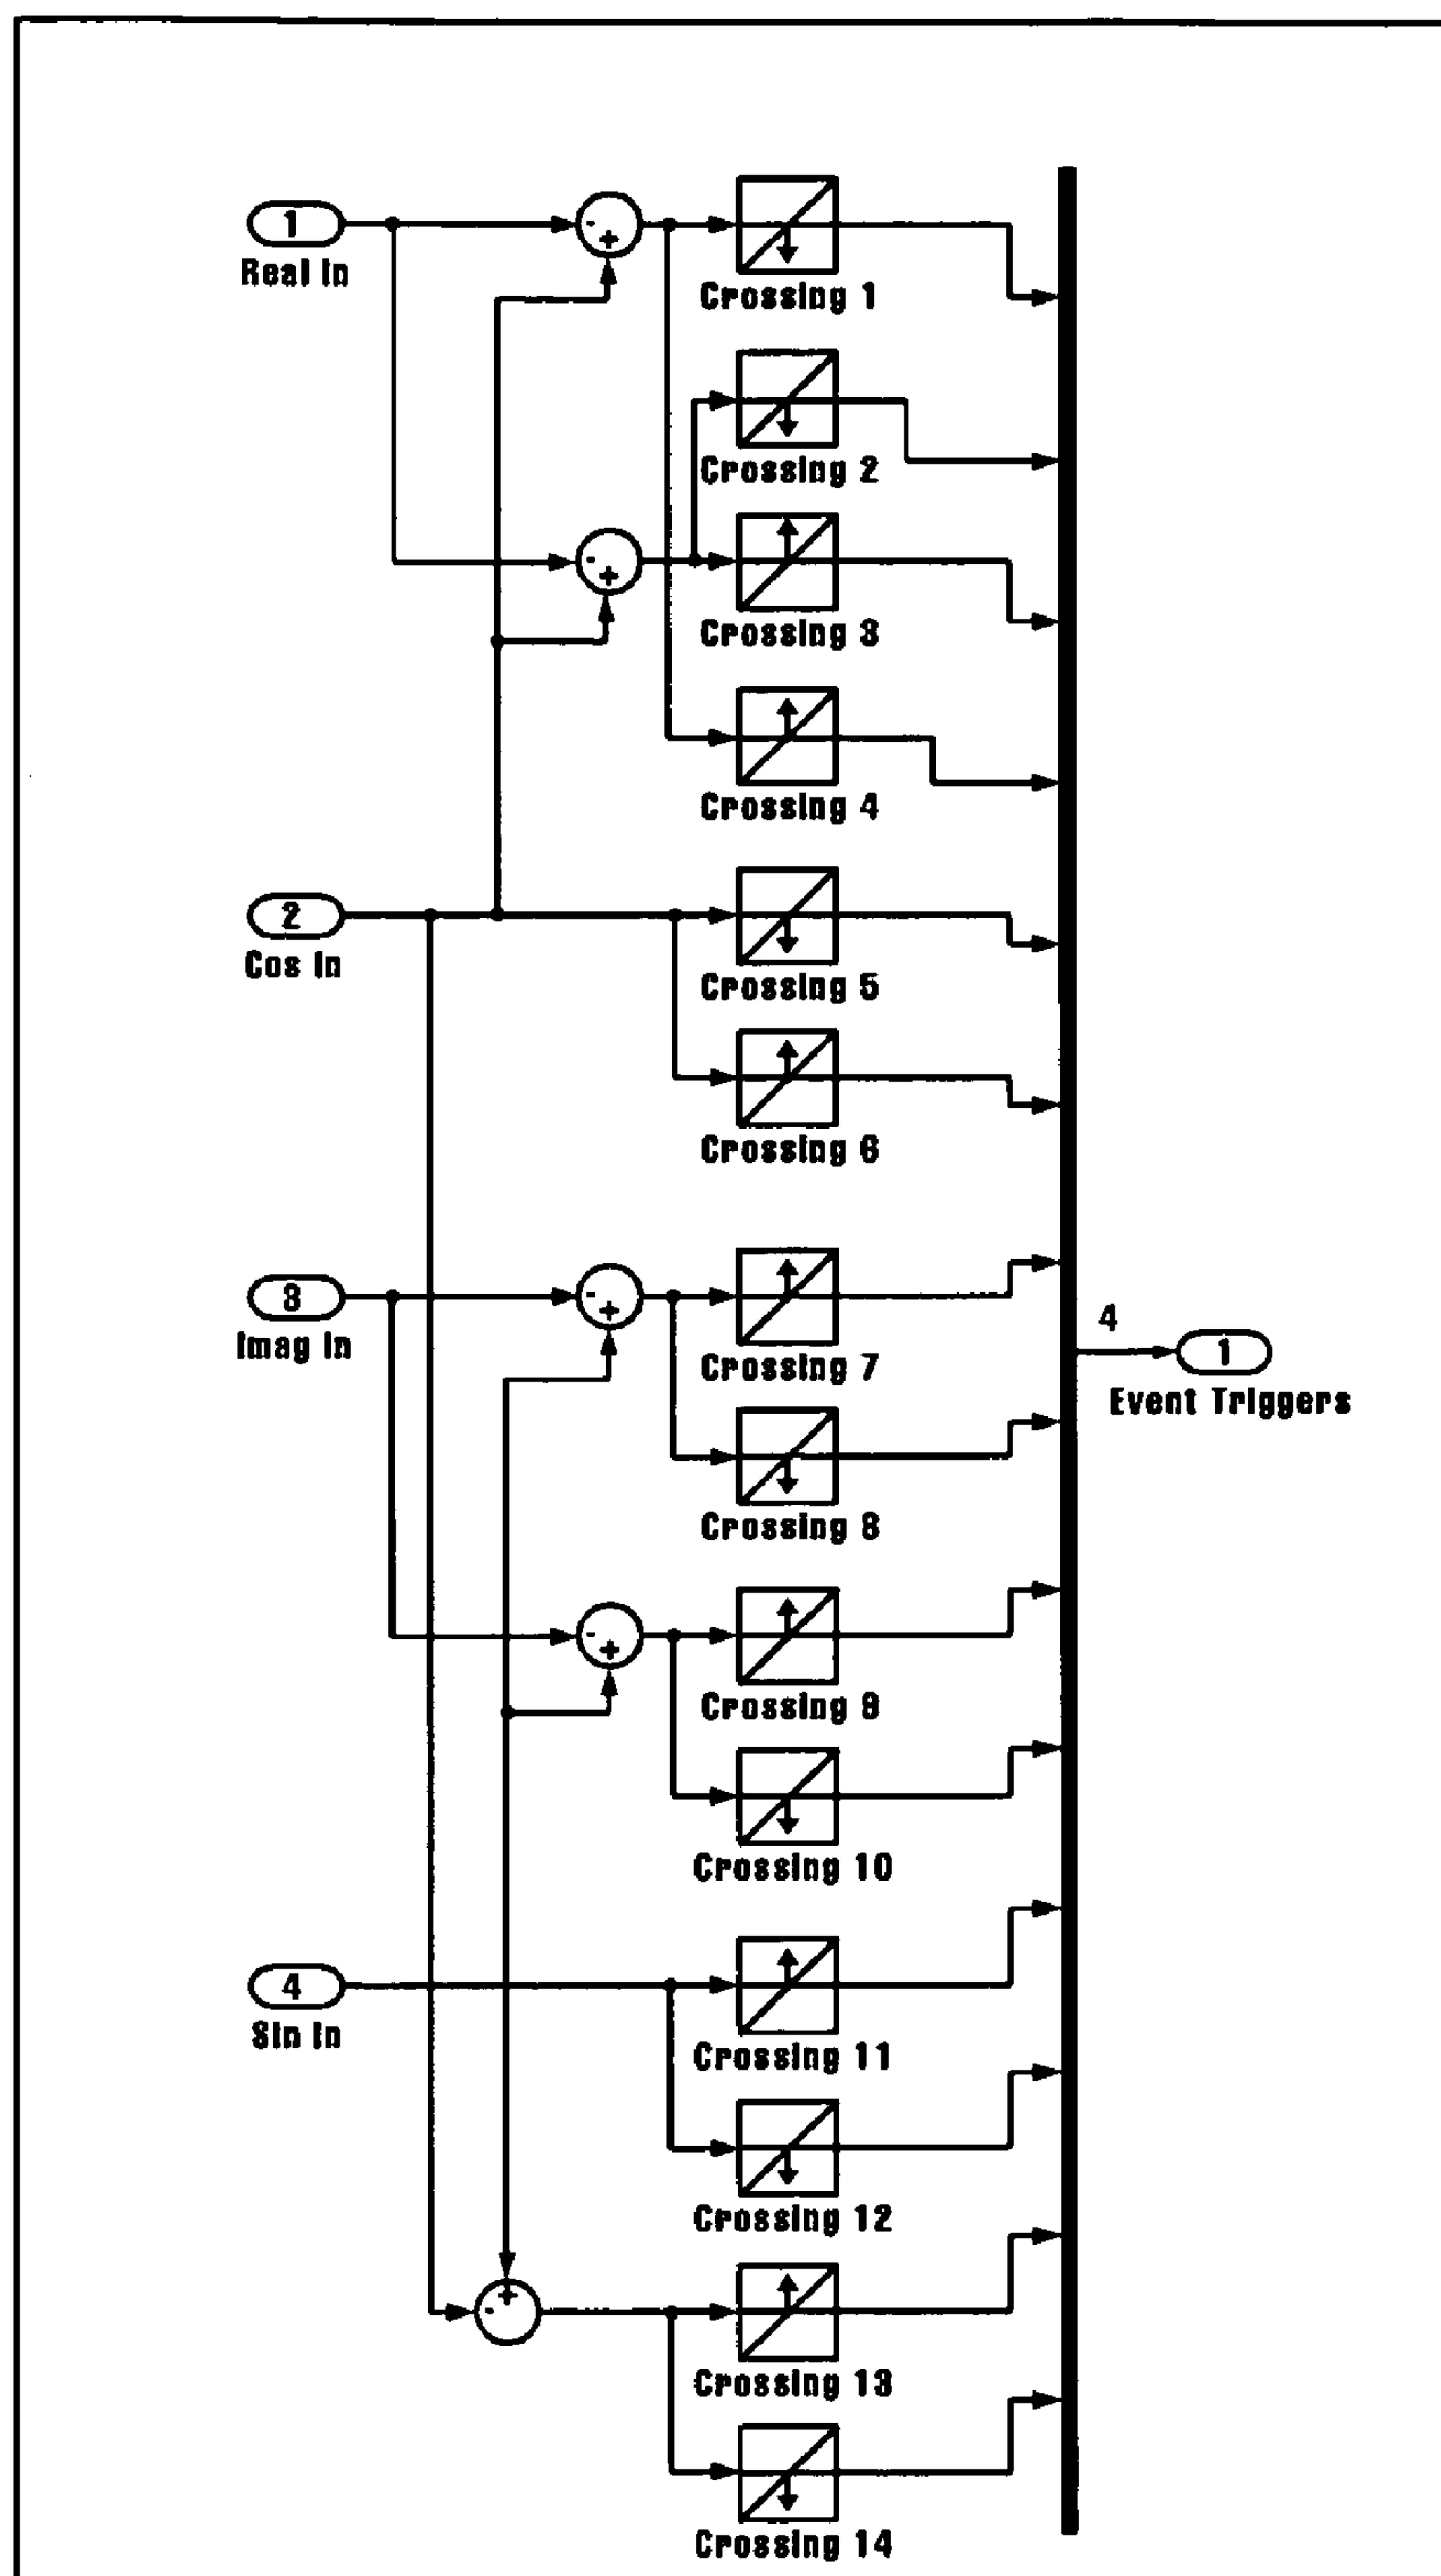 1
Real In
-
+
Crossing 1
Crossing 2
-
+
Crossing 3
Crossing 4
2
Cos In
Crossing 5
Crossing 6
3
Imag In
-
+
Crossing 7
4
1
Event Triggers
Crossing 8
-
+
Crossing 9
Crossing 10
4
Sin In
Crossing 11
Crossing 12
+
-
Crossing 13
Crossing 14